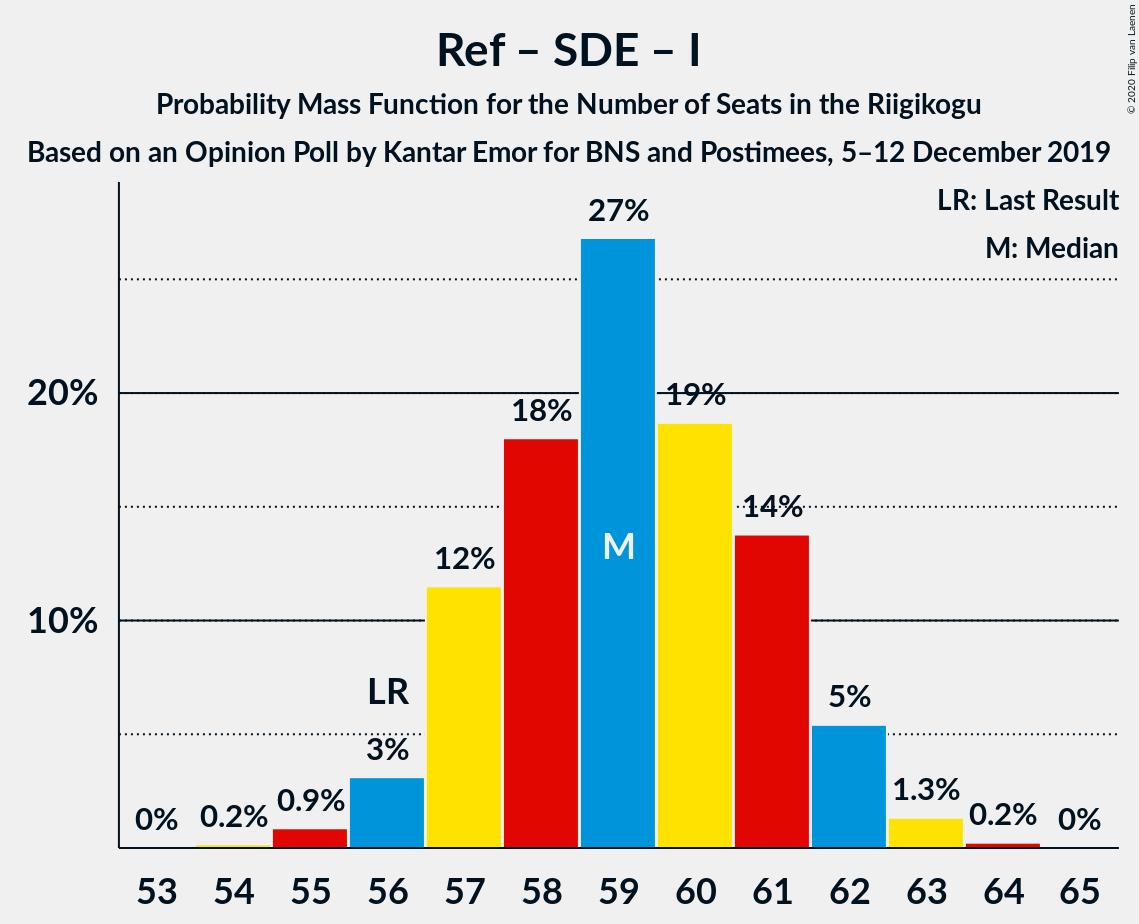 Ref – SDE – I
Probability Mass Function for the Number of Seats in the Riigikogu
Based on an Opinion Poll by Kantar Emor for BNS and Postimees, 5–12 December 2019
© 2020 Filip van Laenen
LR: Last Result
M: Median
20%
10%
0%
0.2%
0.9%
3%
LR
12%
18%
27%
M
19%
14%
5%
1.3%
0.2%
0%
53 54 55 56 57 58 59 60 61 62 63 64 65